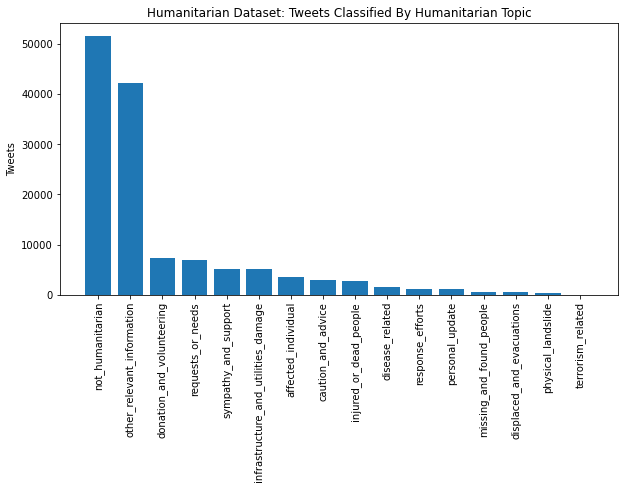 Humanitarian Dataset: Tweets Classified By Humanitarian Topic
Tweets
50000
40000
30000
20000
10000
0
not_humanitarian
other_relevant_information
donation_and_volunteering
requests_or_needs
sympathy_and_support
infrastructure_and_utilities_damage
affected_individual
caution_and_advice
injured_or_dead_people
disease_related
response_efforts
personal_update
missing_and_found_people
displaced_and_evacuations
physical_landslide
terrorism_related